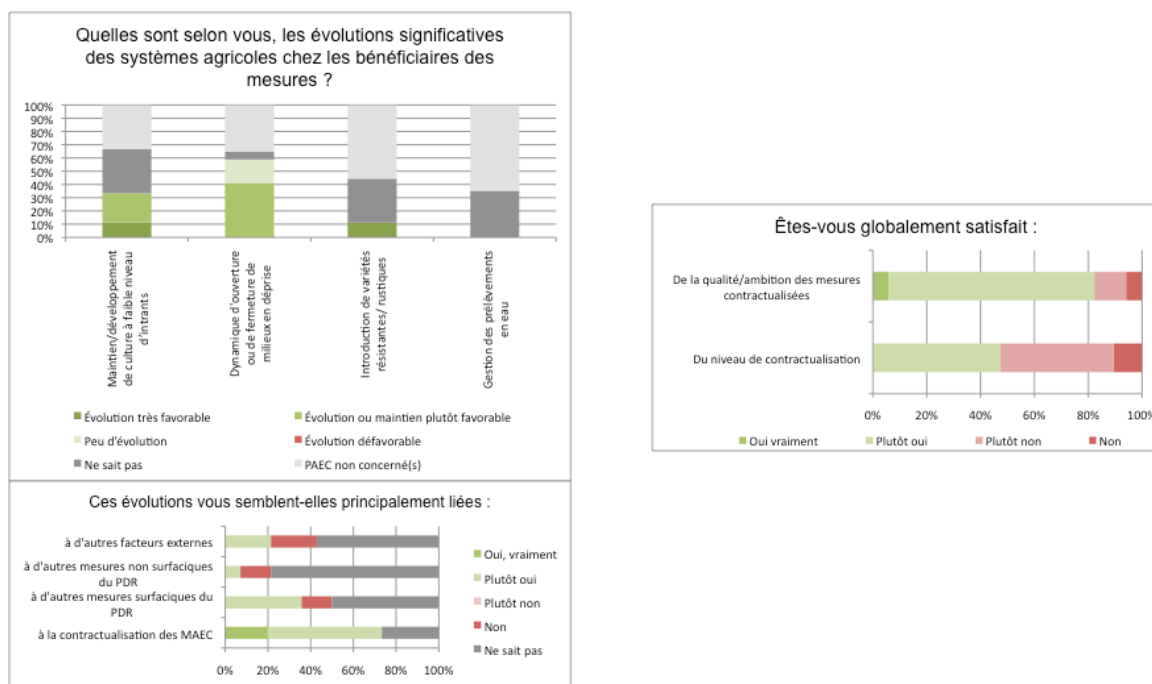 Quelles sont selon vous, les évolutions significatives
des systèmes agricoles chez les bénéficiaires des
mesures ?
100%
90%
80%
70%
60%
50%
40%
30%
20%
10%
0%
Maintien/développement
de culture à faible niveau
d'intrants
Dynamique d'ouverture
ou de fermeture de
milieux en déprise
Introduction de variétés
résistantes/ rustiques
Gestion des prélèvements
en eau
Évolution très favorable
Évolution ou maintien plutôt favorable
Peu d'évolution
Évolution défavorable
Ne sait pas
PAEC non concerné(s)
Ces évolutions vous semblent-elles principalement liées :
à d'autres facteurs externes
à d'autres mesures non surfaciques
du PDR
à d'autres mesures surfaciques du
PDR
à la contractualisation des MAEC
0% 20% 40% 60% 80% 100%
Oui, vraiment
Plutôt oui
Plutôt non
Non
Ne sait pas
Êtes-vous globalement satisfait :
De la qualité/ambition des mesures
contractualisées
Du niveau de contractualisation
0% 20% 40% 60% 80% 100%
Oui vraiment
Plutôt oui
Plutôt non
Non